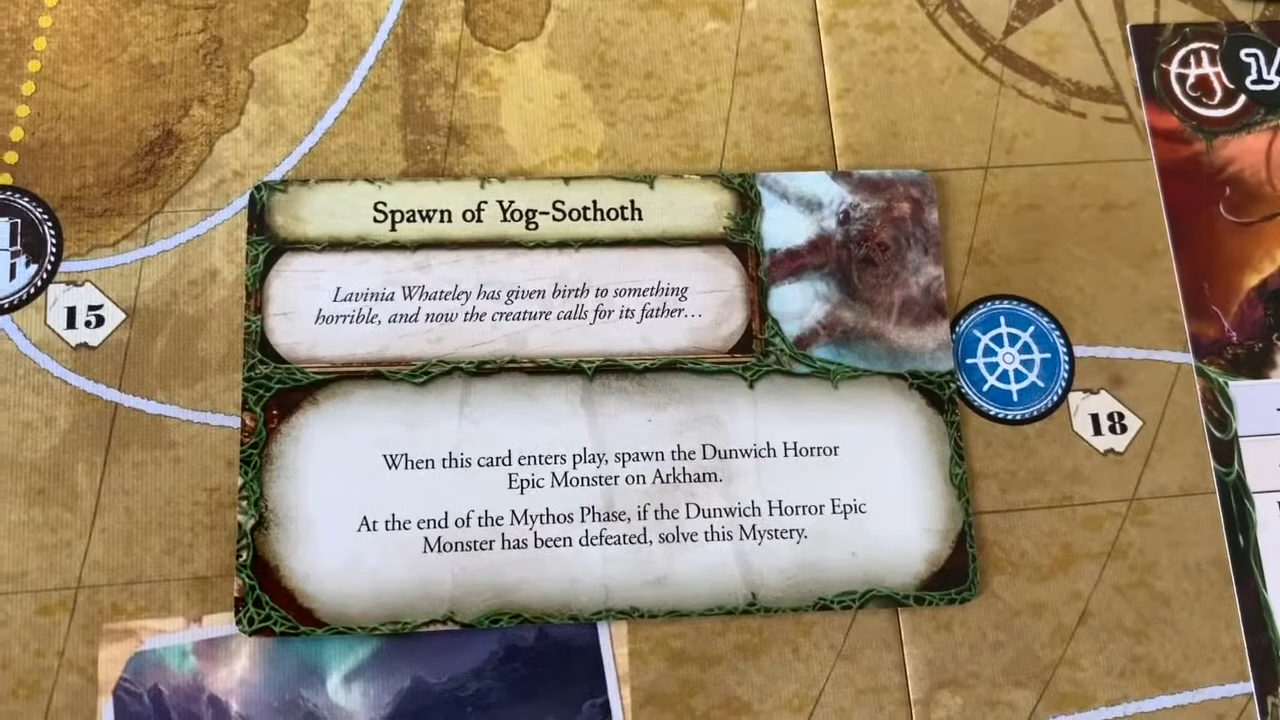 Spawn of Yog-Sothoth
Lavinia Whateley has given birth to something
horrible, and now the creature calls for its father…
15
18
When this card enters play, spawn the Dunwich Horror
Epic Monster on Arkham.
At the end of the Mythos Phase, if the Dunwich Horror Epic
Monster has been defeated, solve this Mystery.